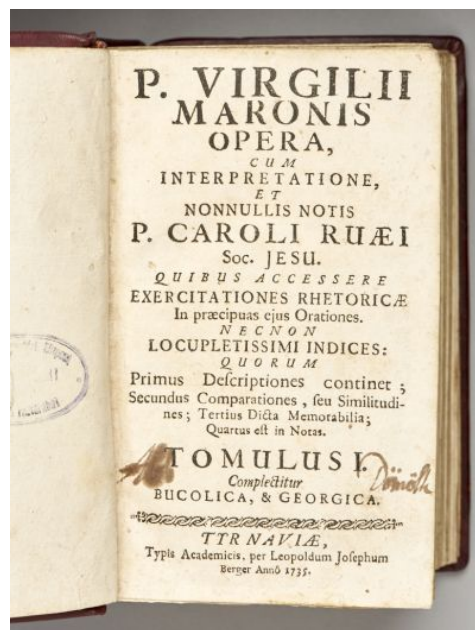 P. VIRGILII
MARONIS
OPERA,
CUM
INTERPRETATIONE,
ET
NONNULLIS NOTIS
P. CAROLI RUÆI
Soc. JESU.
QUIBUS ACCESSERE
EXERCITATIONES RHETORICÆ
In præcipuas ejus Orationes.
NECNON
LOCUPLETISSIMI INDICES:
QUORUM
Primus Descriptiones continet;
Secundus Comparationes, seu Similitudi-
nes; Tertius Dicta Memorabilia;
Quartus est in Notas.
TOMULUS I.
Complectitur
BUCOLICA, & GEORGICA.
TYRNAVIÆ,
Typis Academicis, per Leopoldum Josephum
Berger Annô 1735.